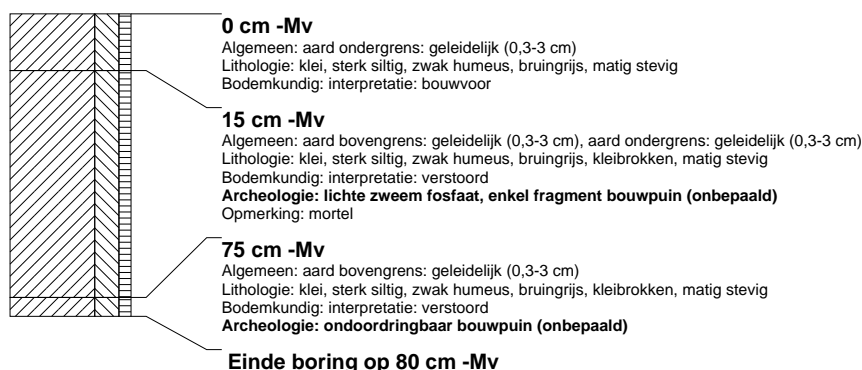 0 cm -Mv
Algemeen: aard ondergrens: geleidelijk (0,3-3 cm)
Lithologie: klei, sterk siltig, zwak humeus, bruingrijs, matig stevig
Bodemkundig: interpretatie: bouwvoor
15 cm -Mv
Algemeen: aard bovengrens: geleidelijk (0,3-3 cm), aard ondergrens: geleidelijk (0,3-3 cm)
Lithologie: klei, sterk siltig, zwak humeus, bruingrijs, kleibrokken, matig stevig
Bodemkundig: interpretatie: verstoord
Archeologie: lichte zweem fosfaat, enkel fragment bouwpuin (onbepaald)
Opmerking: mortel
75 cm -Mv
Algemeen: aard bovengrens: geleidelijk (0,3-3 cm)
Lithologie: klei, sterk siltig, zwak humeus, bruingrijs, kleibrokken, matig stevig
Bodemkundig: interpretatie: verstoord
Archeologie: ondoordringbaar bouwpuin (onbepaald)
Einde boring op 80 cm -Mv